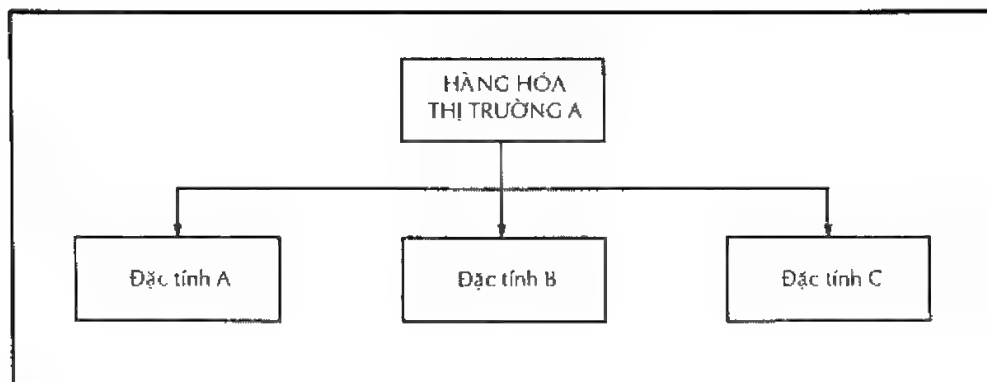 HÀNG HÓA
THỊ TRƯỜNG A
Đặc tính A
Đặc tính B
Đặc tính C